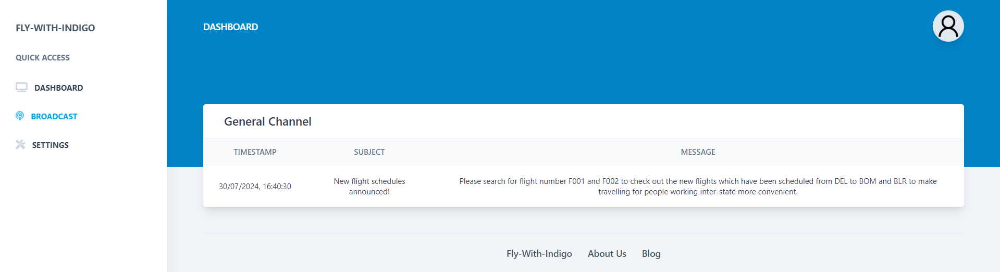 FLY-WITH-INDIGO
QUICK ACCESS
DASHBOARD
BROADCAST
SETTINGS
DASHBOARD
General Channel
TIMESTAMP SUBJECT MESSAGE
30/07/2024, 16:40:30
New flight schedules
announced!
Please search for flight number F001 and F002 to check out the new flights which have been scheduled from DEL to BOM and BLR to make
travelling for people working inter-state more convenient.
Fly-With-Indigo About Us Blog